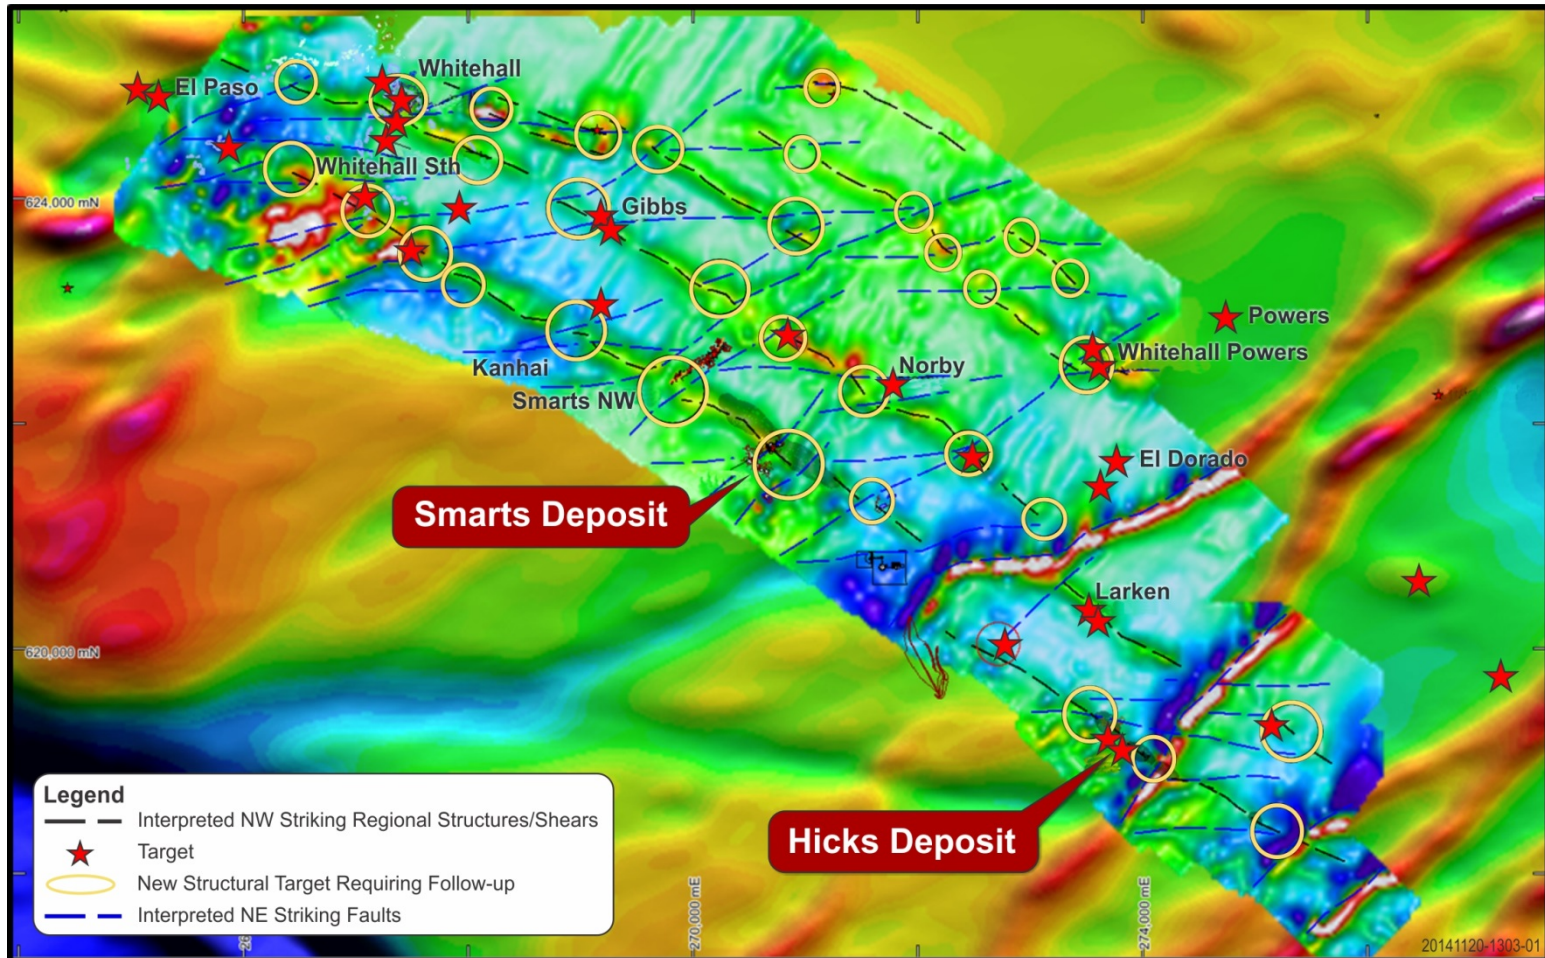 Whitehall
El Paso
Whitehall Sth
624,000 mN
Gibbs
Powers
Whitehall Powers
Kanhai
Norby
Smarts NW
El Dorado
Smarts Deposit
Larken
620,000 mN
Hicks Deposit
Legend
Interpreted NW Striking Regional Structures/Shears
Target
New Structural Target Requiring Follow-up
Interpreted NE Striking Faults
270,000 mE
274,000 mE
20141120-1303-01